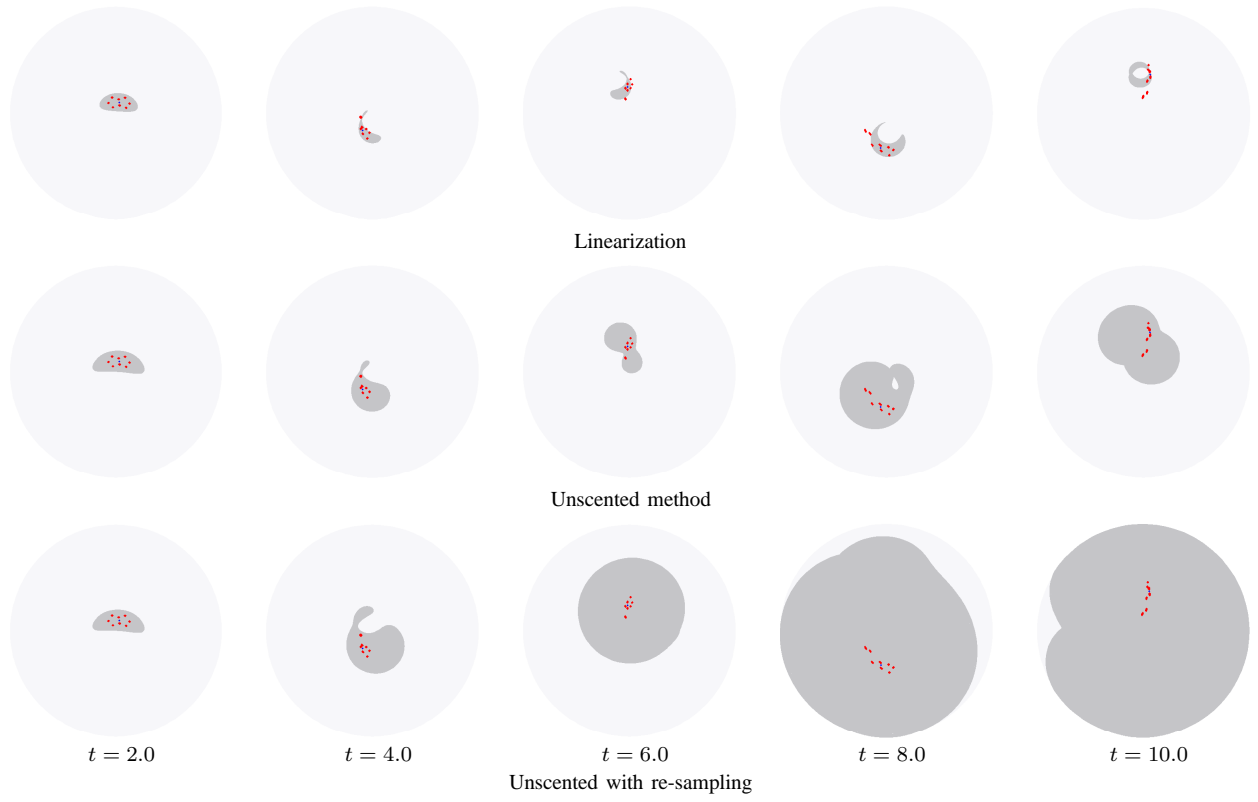 Linearization
Unscented method
t = 2.0 t = 4.0 t = 6.0 t = 8.0 t = 10.0
Unscented with re-sampling